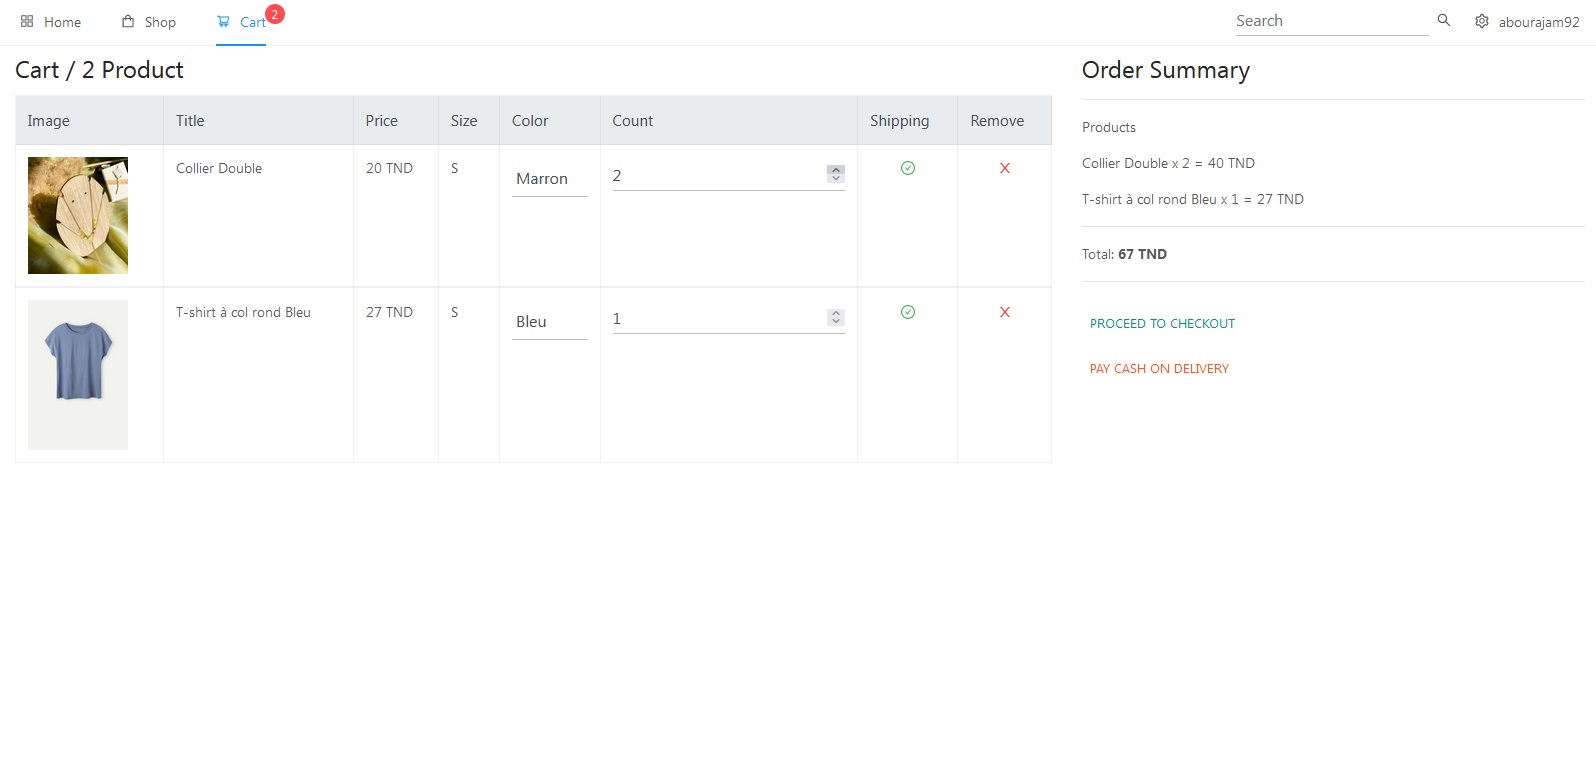 Home Shop Cart 2 Search abourajam92
Cart / 2 Product
Image Title Price Size Color Count Shipping Remove
Collier Double 20 TND S Marron 2
T-shirt à col rond Bleu 27 TND S Bleu 1
Order Summary
Products
Collier Double x 2 = 40 TND
T-shirt à col rond Bleu x 1 = 27 TND
Total: 67 TND
PROCEED TO CHECKOUT
PAY CASH ON DELIVERY